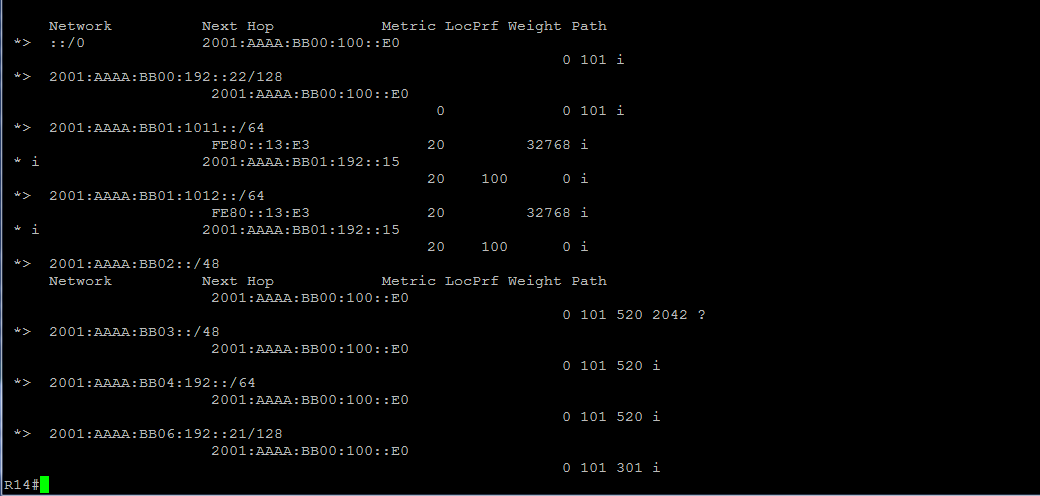 Network          Next Hop            Metric LocPrf Weight Path
 *>  ::/0             2001:AAAA:BB00:100::E0
                                                              0 101 i
 *>  2001:AAAA:BB00:192::22/128
                       2001:AAAA:BB00:100::E0
                                                0             0 101 i
 *>  2001:AAAA:BB01:1011::/64
                       FE80::13:E3             20         32768 i
 * i                  2001:AAAA:BB01:192::15
                                               20    100      0 i
 *>  2001:AAAA:BB01:1012::/64
                       FE80::13:E3             20         32768 i
 * i                  2001:AAAA:BB01:192::15
                                               20    100      0 i
 *>  2001:AAAA:BB02::/48
     Network          Next Hop            Metric LocPrf Weight Path
                       2001:AAAA:BB00:100::E0
                                                              0 101 520 2042 ?
 *>  2001:AAAA:BB03::/48
                       2001:AAAA:BB00:100::E0
                                                              0 101 520 i
 *>  2001:AAAA:BB04:192::/64
                       2001:AAAA:BB00:100::E0
                                                              0 101 520 i
 *>  2001:AAAA:BB06:192::21/128
                       2001:AAAA:BB00:100::E0
                                                              0 101 301 i
R14#